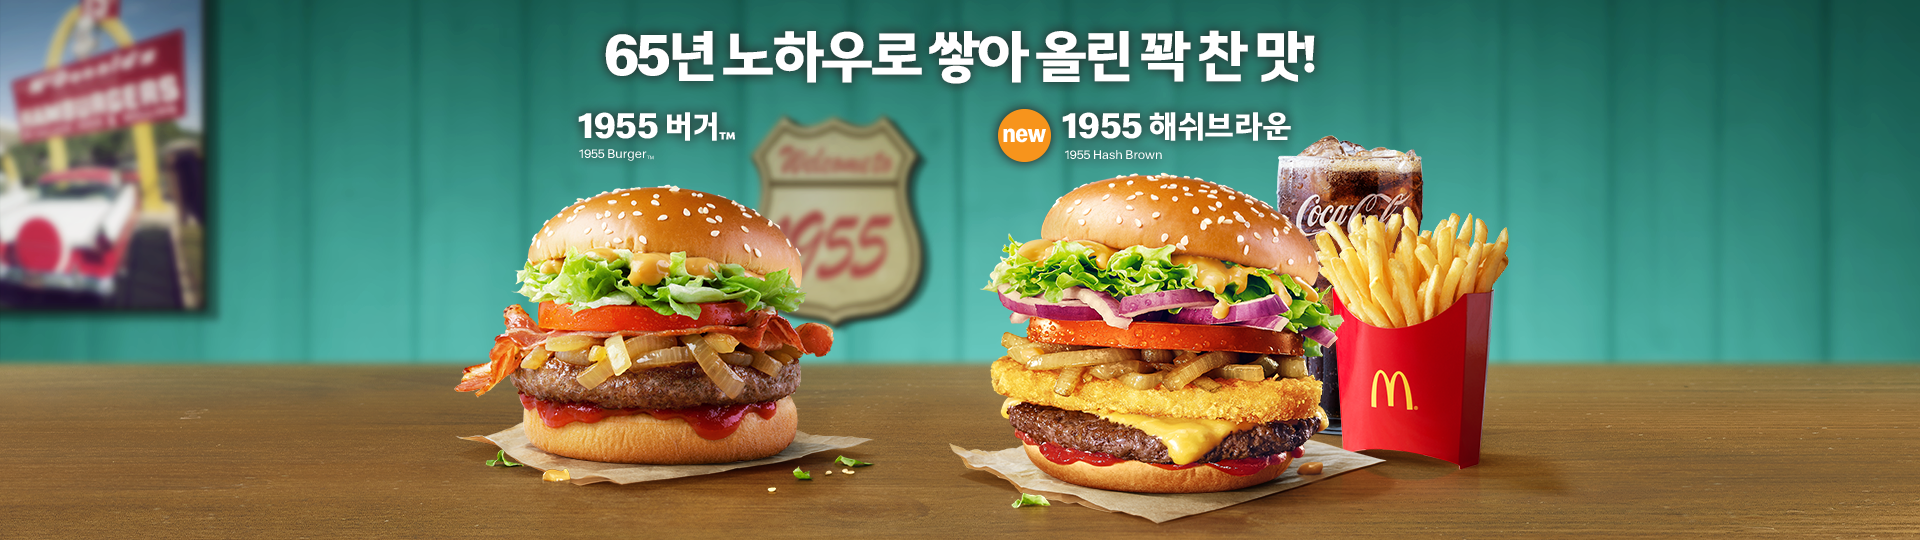 65년 노하우로 쌓아 올린 꽉 찬 맛!
1955 버거™
1955 Burger™
new
1955 해쉬브라운
1955 Hash Brown
McDonald's
HAMBURGERS
Welcome to
1955
Coca-Cola